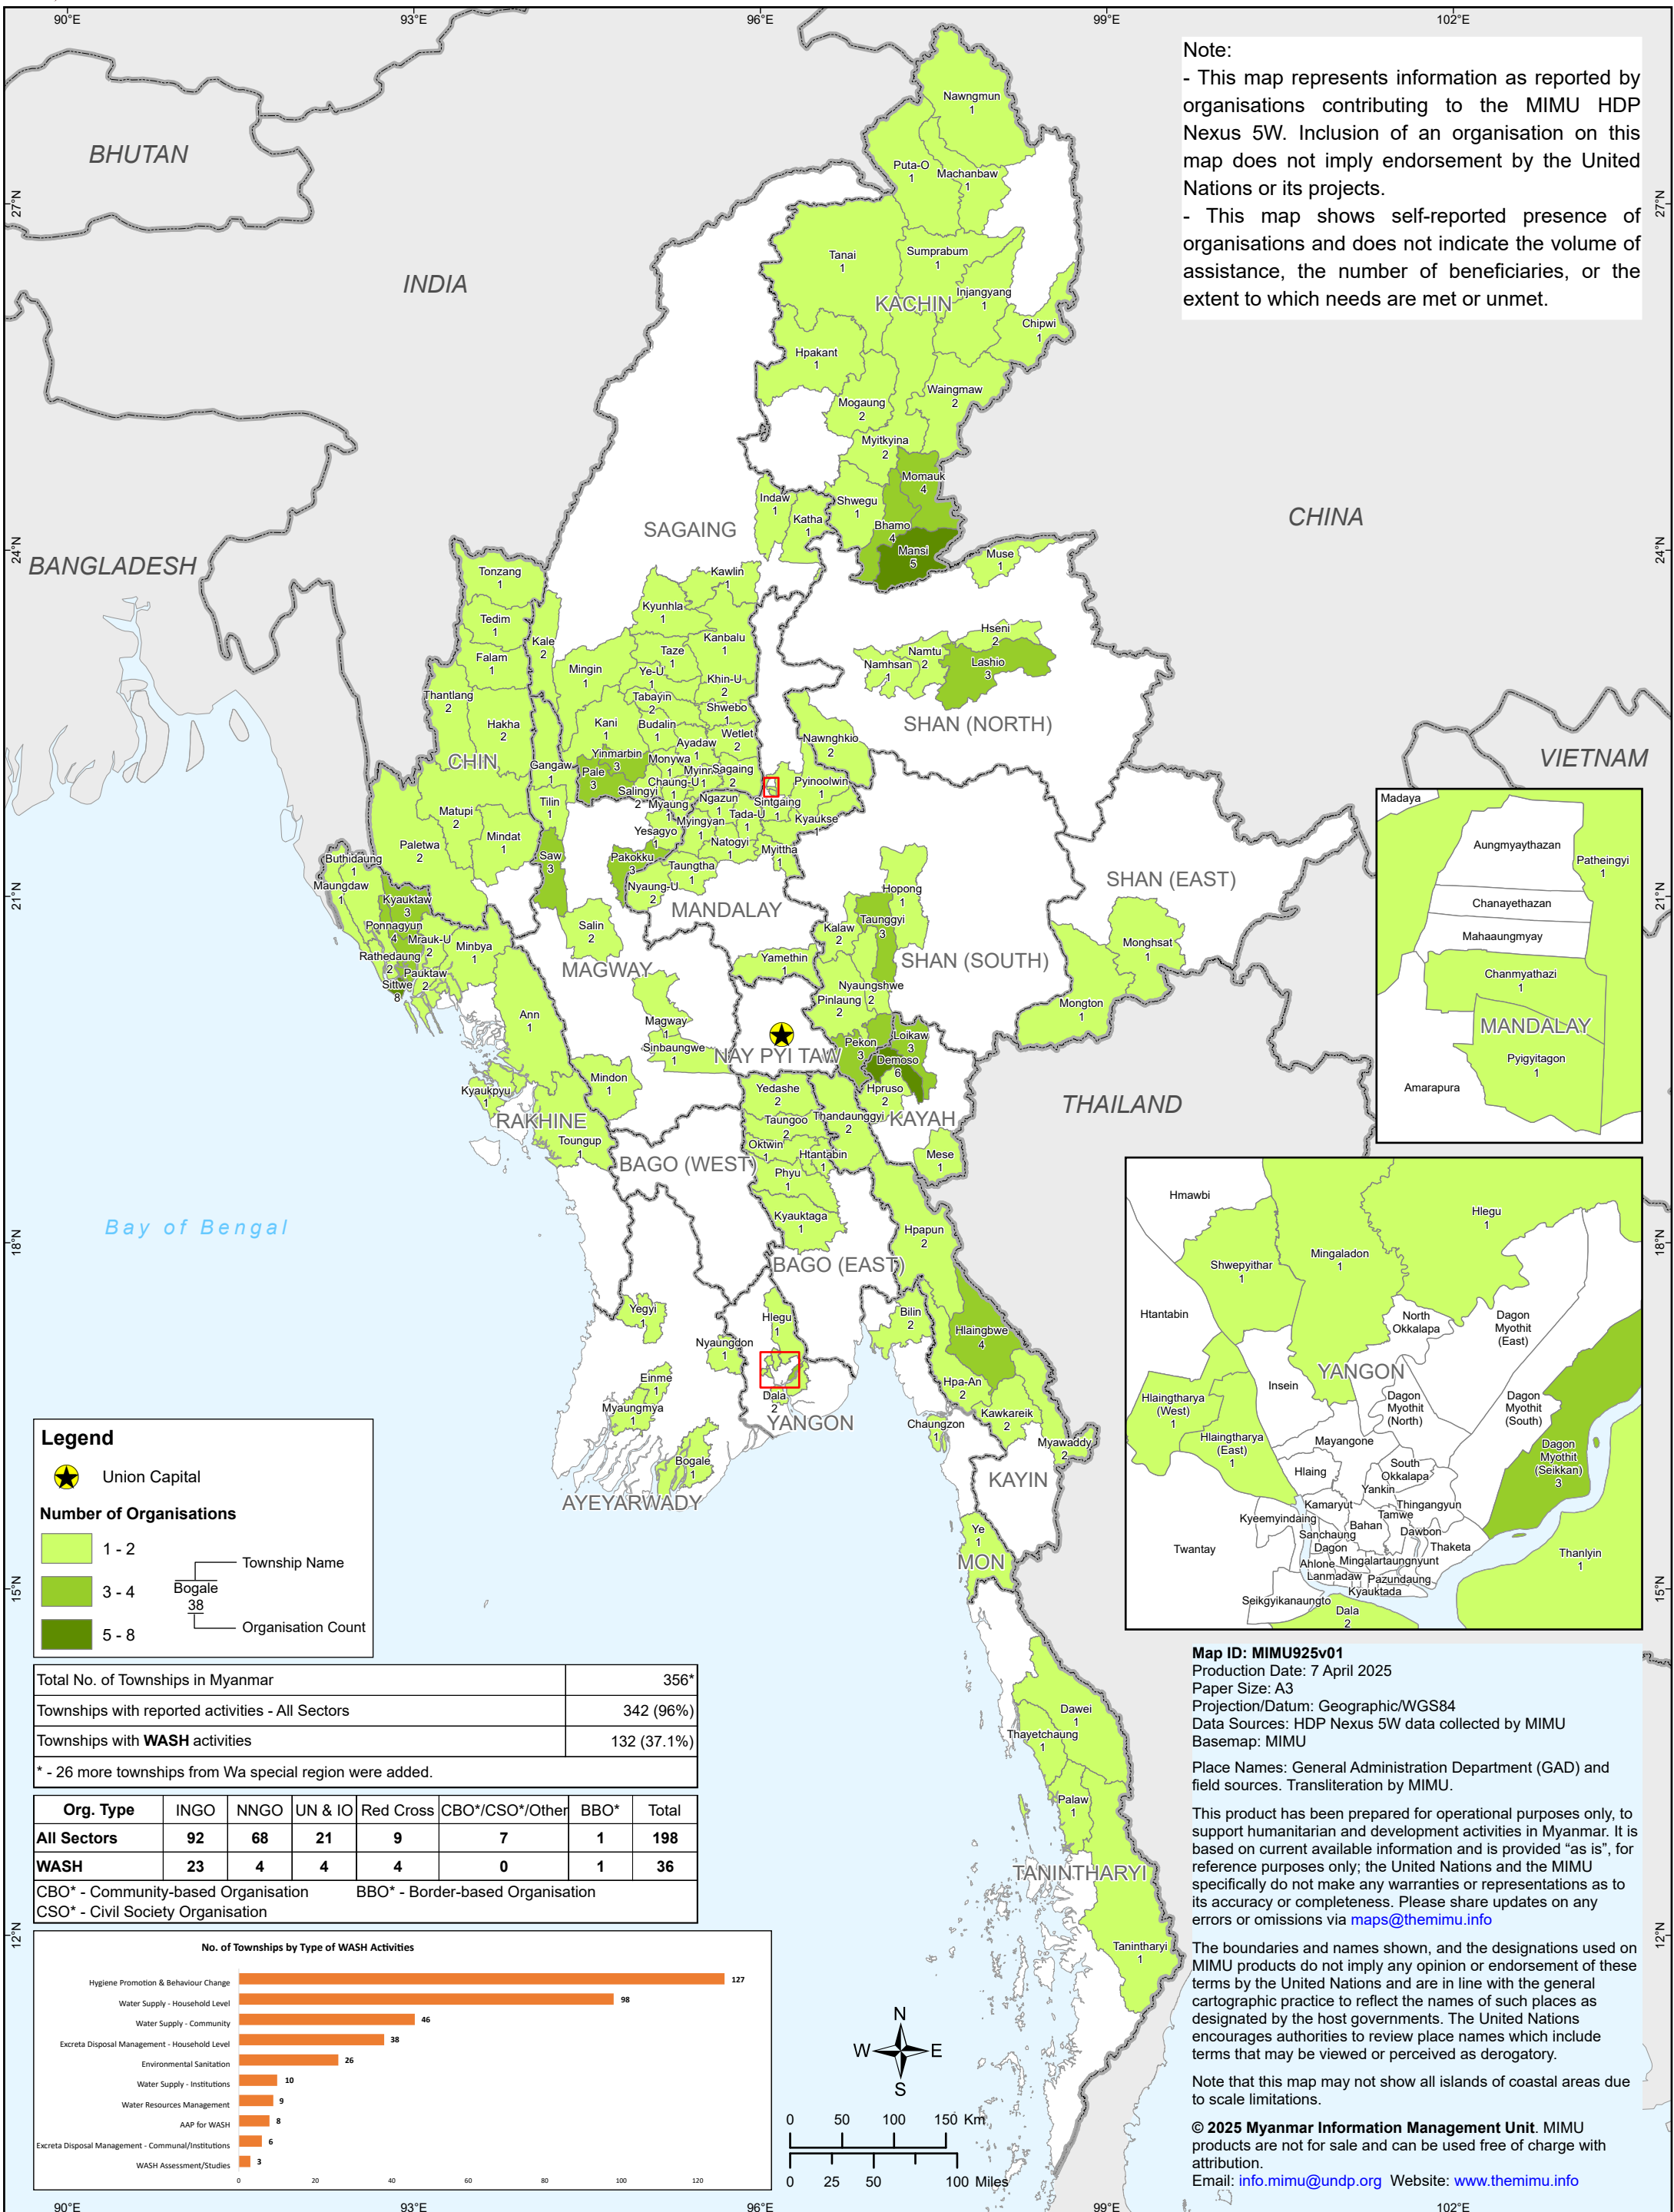 90°E 93°E 96°E 99°E 102°E
Note:
- This map represents information as reported by
organisations contributing to the MIMU HDP
Nexus 5W. Inclusion of an organisation on this
map does not imply endorsement by the United
Nations or its projects.
- This map shows self-reported presence of
organisations and does not indicate the volume of
assistance, the number of beneficiaries, or the
extent to which needs are met or unmet.
BHUTAN
INDIA
BANGLADESH
CHINA
VIETNAM
THAILAND
Bay of Bengal
27°N
24°N
21°N
18°N
15°N
12°N
27°N
24°N
21°N
18°N
15°N
12°N
KACHIN
Nawngmun
1
Puta-O
1
Machanbaw
1
Tanai
1
Sumprabum
1
Injangyang
1
Chipwi
1
Hpakant
1
Waingmaw
2
Mogaung
2
Myitkyina
2
Momauk
4
Shwegu
1
Bhamo
4
Mansi
5
SAGAING
Indaw
1
Katha
1
Kawlin
1
Kyunhla
1
Kanbalu
1
Kale
2
Mingin
1
Taze
1
Ye-U
1
Khin-U
2
Tabayin
2
Shwebo
1
Kani
1
Budalin
1
Wetlet
2
Ayadaw
1
Yinmarbin
3
Monywa
1
Pale
3
Myinm
Sagaing
2
Chaung-U
1
Salingyi
2
Myaung
1
CHIN
Tonzang
1
Tedim
1
Falam
1
Thantlang
2
Hakha
2
Matupi
2
Mindat
1
Paletwa
2
SHAN (NORTH)
Muse
1
Hseni
2
Namtu
2
Namhsan
1
Lashio
3
Nawnghkio
2
MANDALAY
Pyinoolwin
1
Sintgaing
1
Ngazun
1
Tada-U
1
Kyaukse
1
Myingyan
1
Natogyi
1
Myittha
1
Taungtha
1
Nyaung-U
2
Yamethin
1
MAGWAY
Gangaw
1
Tilin
1
Saw
3
Yesagyo
1
Pakokku
3
Salin
2
Magway
1
Sinbaungwe
1
Mindon
1
NAY PYI TAW
SHAN (SOUTH)
Hopong
1
Taunggyi
3
Kalaw
2
Nyaungshwe
2
Pinlaung
2
Pekon
3
SHAN (EAST)
Monghsat
1
Mongton
1
RAKHINE
Buthidaung
1
Maungdaw
1
Kyauktaw
3
Ponnagyun
4
Mrauk-U
2
Minbya
1
Rathedaung
2
Pauktaw
2
Sittwe
8
Ann
1
Kyaukpyu
1
Toungup
1
KAYAH
Loikaw
3
Demoso
6
Hpruso
2
Mese
1
BAGO (WEST)
BAGO (EAST)
Yedashe
2
Taungoo
2
Oktwin
1
Htantabin
1
Phyu
1
Kyauktaga
1
KAYIN
Thandaunggyi
2
Hpapun
2
Hlaingbwe
4
Hpa-An
2
Kawkareik
2
Myawaddy
2
MON
Bilin
2
Chaungzon
1
Ye
1
YANGON
Hlegu
1
Dala
2
AYEYARWADY
Yegyi
1
Nyaungdon
1
Einme
1
Myaungmya
1
Bogale
1
TANINTHARYI
Dawei
1
Thayetchaung
1
Palaw
1
Tanintharyi
1
Madaya
Aungmyaythazan
Patheingyi
1
Chanayethazan
Mahaaungmyay
Chanmyathazi
1
MANDALAY
Pyigyitagon
1
Amarapura
Hmawbi
Hlegu
1
Mingaladon
1
Shwepyithar
1
Htantabin
North
Okkalapa
Dagon
Myothit
(East)
YANGON
Insein
Hlaingtharya
(West)
1
Dagon
Myothit
(North)
Dagon
Myothit
(South)
Hlaingtharya
(East)
1
Mayangone
Dagon
Myothit
(Seikkan)
3
Hlaing
South
Okkalapa
Yankin
Kamaryut
Thingangyun
Kyeemyindaing
Tamwe
Bahan
Sanchaung
Dawbon
Dagon
Thaketa
Twantay
Ahlone
Mingalartaungnyunt
Lanmadaw
Pazundaung
Kyauktada
Thanlyin
1
Seikgyikanaungto
Dala
2
Legend
Union Capital
Number of Organisations
1 - 2
3 - 4
5 - 8
Township Name
Bogale
38
Organisation Count
Total No. of Townships in Myanmar 356*
Townships with reported activities - All Sectors 342 (96%)
Townships with WASH activities 132 (37.1%)
* - 26 more townships from Wa special region were added.
Org. Type INGO NNGO UN & IO Red Cross CBO*/CSO*/Other BBO* Total
All Sectors 92 68 21 9 7 1 198
WASH 23 4 4 4 0 1 36
CBO* - Community-based Organisation BBO* - Border-based Organisation
CSO* - Civil Society Organisation
No. of Townships by Type of WASH Activities
Hygiene Promotion & Behaviour Change 127
Water Supply - Household Level 98
Water Supply - Community 46
Excreta Disposal Management - Household Level 38
Environmental Sanitation 26
Water Supply - Institutions 10
Water Resources Management 9
AAP for WASH 8
Excreta Disposal Management - Communal/Institutions 6
WASH Assessment/Studies 3
0 20 40 60 80 100 120
N
W E
S
0 50 100 150 Km
0 25 50 100 Miles
Map ID: MIMU925v01
Production Date: 7 April 2025
Paper Size: A3
Projection/Datum: Geographic/WGS84
Data Sources: HDP Nexus 5W data collected by MIMU
Basemap: MIMU
Place Names: General Administration Department (GAD) and
field sources. Transliteration by MIMU.
This product has been prepared for operational purposes only, to
support humanitarian and development activities in Myanmar. It is
based on current available information and is provided “as is”, for
reference purposes only; the United Nations and the MIMU
specifically do not make any warranties or representations as to
its accuracy or completeness. Please share updates on any
errors or omissions via maps@themimu.info
The boundaries and names shown, and the designations used on
MIMU products do not imply any opinion or endorsement of these
terms by the United Nations and are in line with the general
cartographic practice to reflect the names of such places as
designated by the host governments. The United Nations
encourages authorities to review place names which include
terms that may be viewed or perceived as derogatory.
Note that this map may not show all islands of coastal areas due
to scale limitations.
© 2025 Myanmar Information Management Unit. MIMU
products are not for sale and can be used free of charge with
attribution.
Email: info.mimu@undp.org Website: www.themimu.info
90°E 93°E 96°E 99°E 102°E